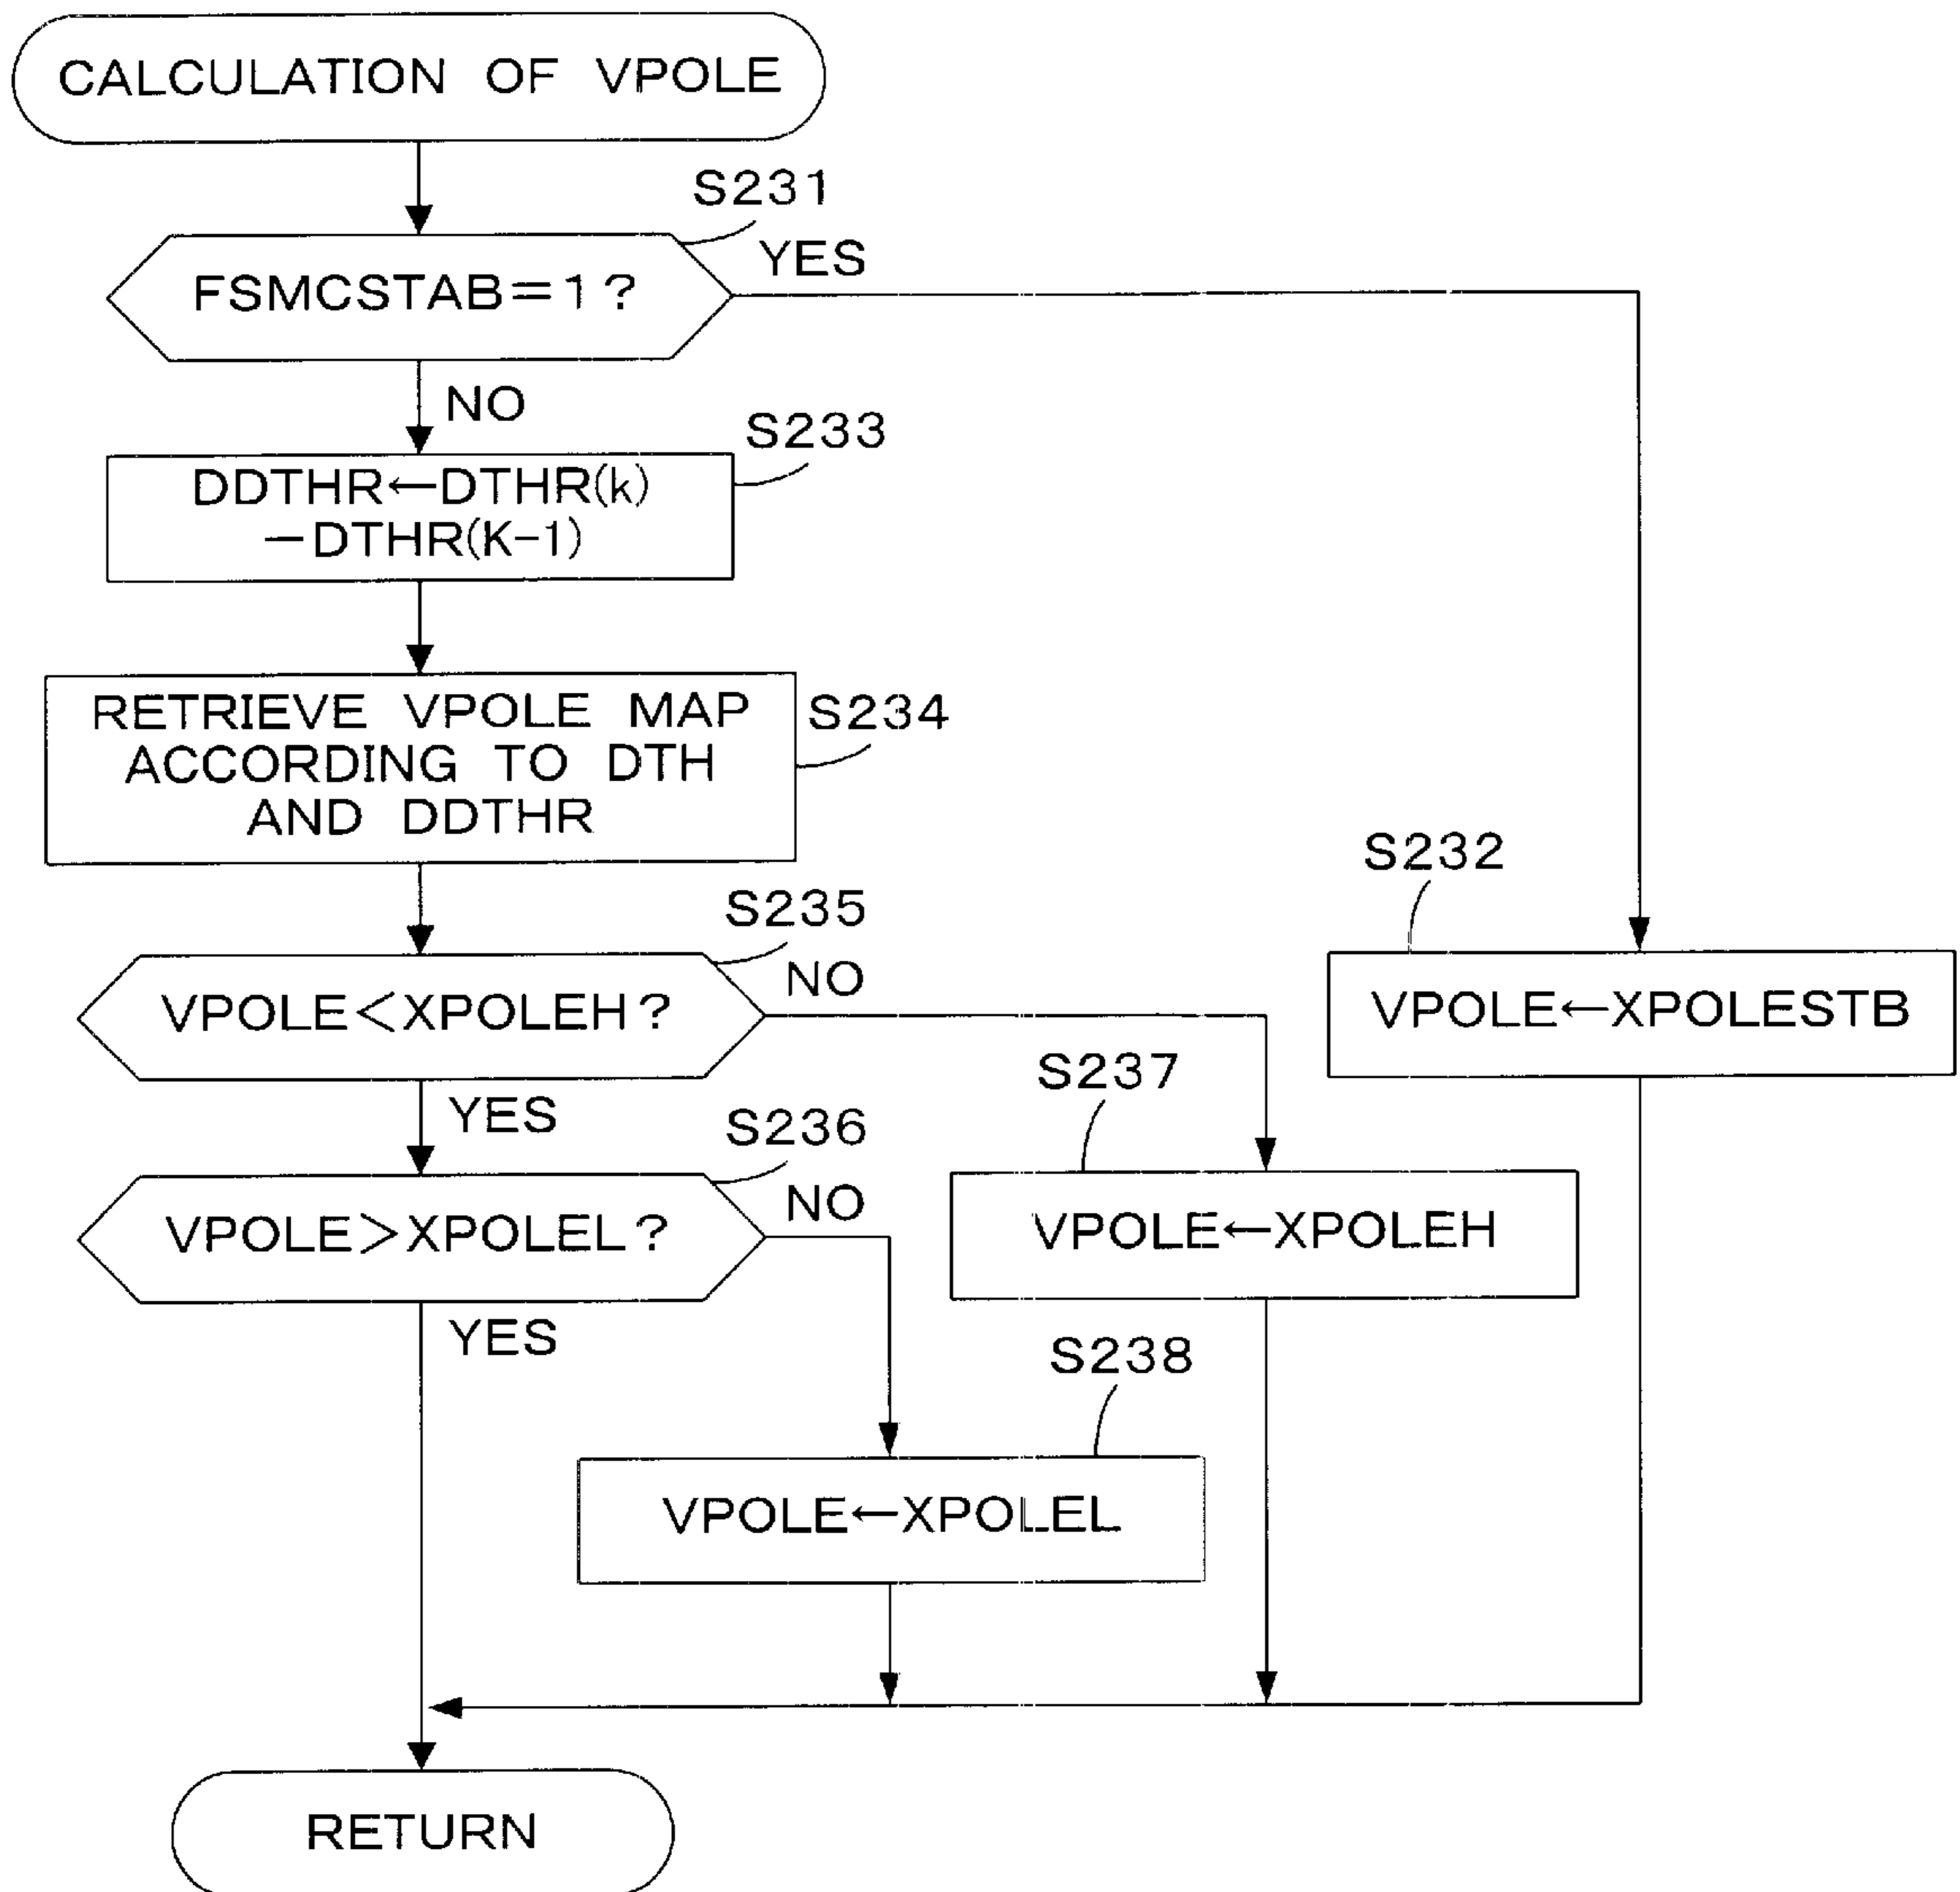 CALCULATION OF VPOLE
S231
FSMCSTAB=1?
YES
NO
S233
DDTHR←DTHR(k)
−DTHR(K−1)
RETRIEVE VPOLE MAP
ACCORDING TO DTH
AND DDTHR
S234
S232
S235
VPOLE<XPOLEH?
NO
VPOLE←XPOLESTB
S237
YES
S236
VPOLE>XPOLEL?
NO
VPOLE←XPOLEH
YES
S238
VPOLE←XPOLEL
RETURN